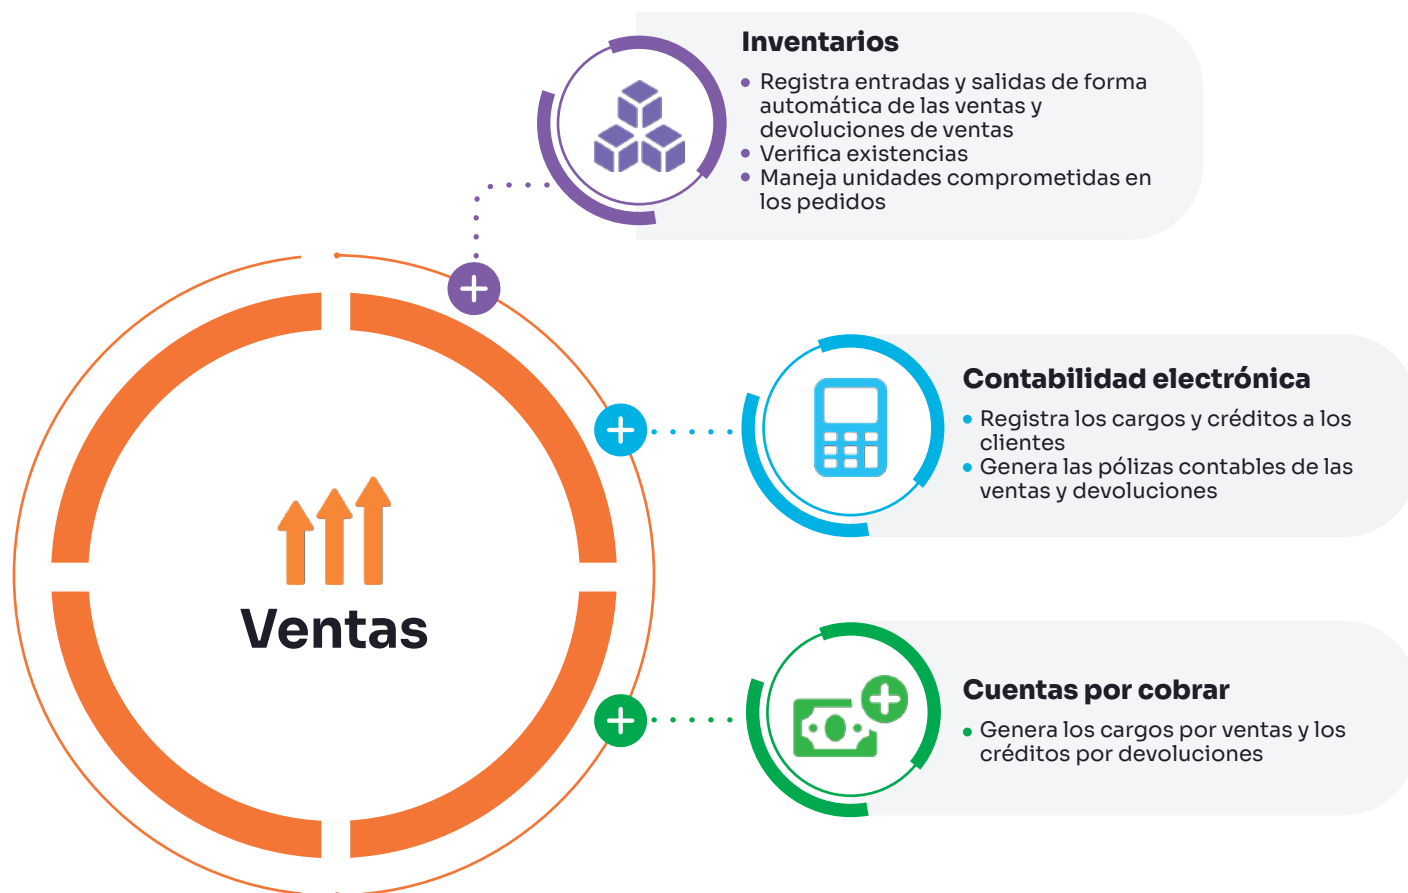 Inventarios
Registra entradas y salidas de forma
automática de las ventas y
devoluciones de ventas
Verifica existencias
Maneja unidades comprometidas en
los pedidos
Contabilidad electrónica
Registra los cargos y créditos a los
clientes
Genera las pólizas contables de las
ventas y devoluciones
Ventas
Cuentas por cobrar
Genera los cargos por ventas y los
créditos por devoluciones